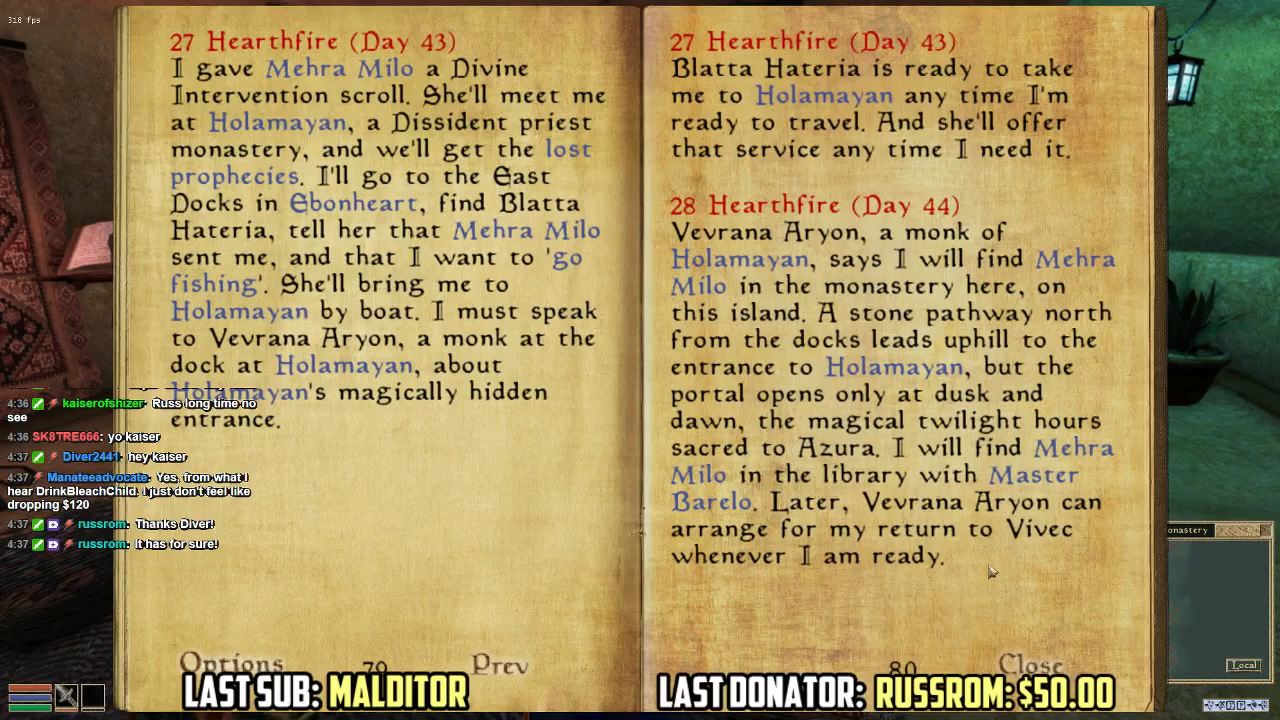 318 fps
27 Hearthfire (Day 43)
I gave Mehra Milo a Divine
Intervention scroll. She'll meet me
at Holamayan, a Dissident priest
monastery, and we'll get the lost
prophecies. I'll go to the East
Docks in Ebonheart, find Blatta
Hateria, tell her that Mehra Milo
sent me, and that I want to 'go
fishing'. She'll bring me to
Holamayan by boat. I must speak
to Vevrana Aryon, a monk at the
dock at Holamayan, about
Holamayan's magically hidden
entrance.
27 Hearthfire (Day 43)
Blatta Hateria is ready to take
me to Holamayan any time I'm
ready to travel. And she'll offer
that service any time I need it.
28 Hearthfire (Day 44)
Vevrana Aryon, a monk of
Holamayan, says I will find Mehra
Milo in the monastery here, on
this island. A stone pathway north
from the docks leads uphill to the
entrance to Holamayan, but the
portal opens only at dusk and
dawn, the magical twilight hours
sacred to Azura. I will find Mehra
Milo in the library with Master
Barelo. Later, Vevrana Aryon can
arrange for my return to Vivec
whenever I am ready.
4:36 kaiserofshizer: Russ long time no
see
4:36 SK8TRE666: yo kaiser
4:37 Diver2441: hey kaiser
4:37 Manateeadvocate: Yes, from what I
hear DrinkBleachChild. I just don't feel like
dropping $120
4:37 russrom: Thanks Diver!
4:37 russrom: It has for sure!
Options 79 Prev
80 Close
LAST SUB: MALDITOR
LAST DONATOR: RUSSROM: $50.00
onastery
Local